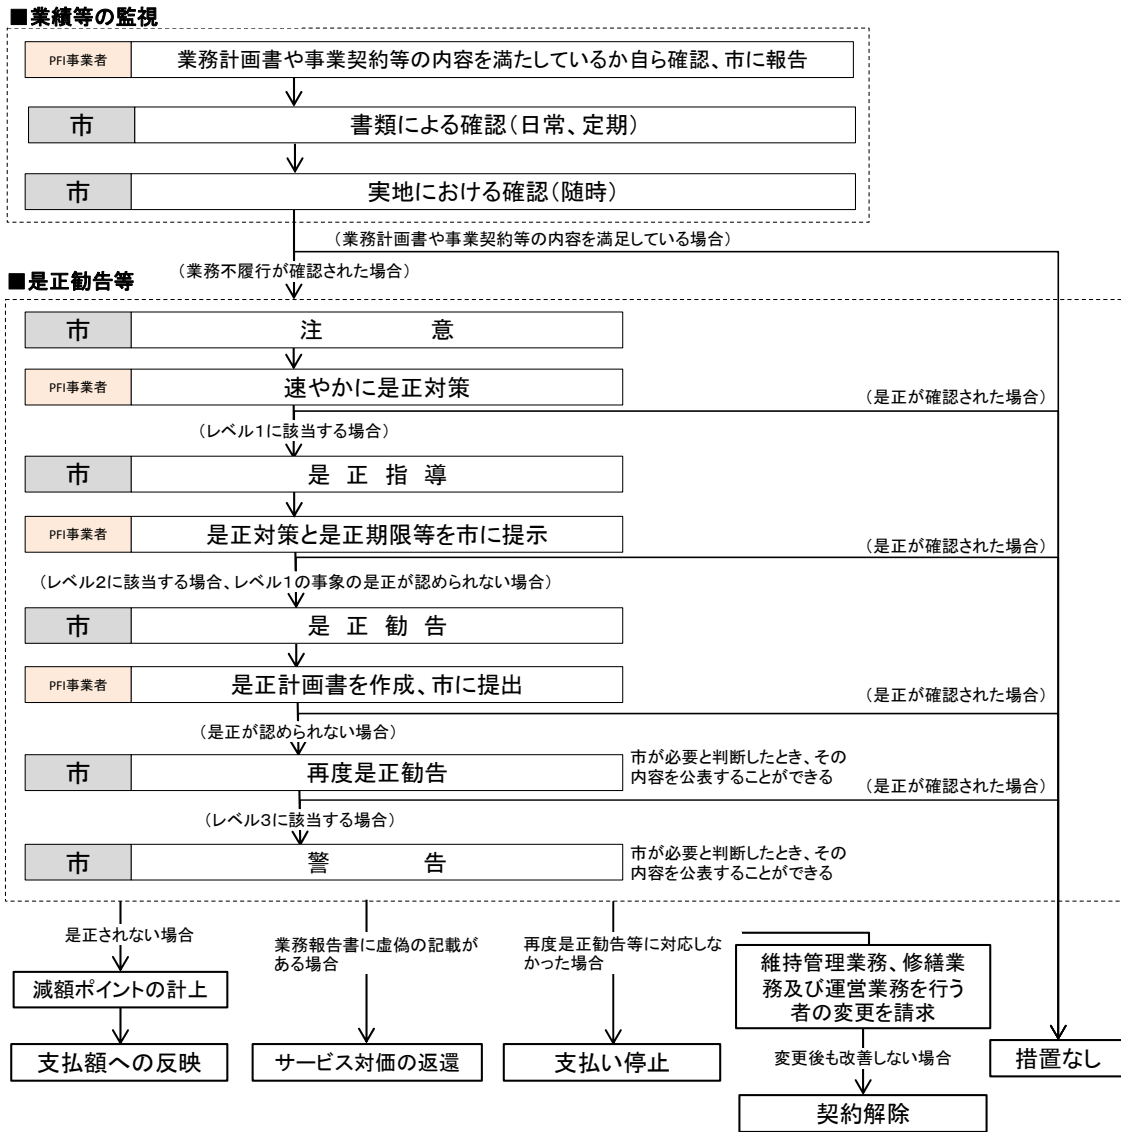 ■業績等の監視
PFI事業者 業務計画書や事業契約等の内容を満たしているか自ら確認、市に報告
市 書類による確認（日常、定期）
市 実地における確認（随時）
（業務計画書や事業契約等の内容を満足している場合）
（業務不履行が確認された場合）
■是正勧告等
市 注 意
PFI事業者 速やかに是正対策
（是正が確認された場合）
（レベル１に該当する場合）
市 是 正 指 導
PFI事業者 是正対策と是正期限等を市に提示
（是正が確認された場合）
（レベル２に該当する場合、レベル１の事象の是正が認められない場合）
市 是 正 勧 告
PFI事業者 是正計画書を作成、市に提出
（是正が確認された場合）
（是正が認められない場合）
市 再度是正勧告
市が必要と判断したとき、その
内容を公表することができる
（是正が確認された場合）
（レベル３に該当する場合）
市 警 告
市が必要と判断したとき、その
内容を公表することができる
是正されない場合
減額ポイントの計上
支払額への反映
業務報告書に虚偽の記載が
ある場合
サービス対価の返還
再度是正勧告等に対応しな
かった場合
支払い停止
維持管理業務、修繕業
務及び運営業務を行う
者の変更を請求
変更後も改善しない場合
契約解除
措置なし